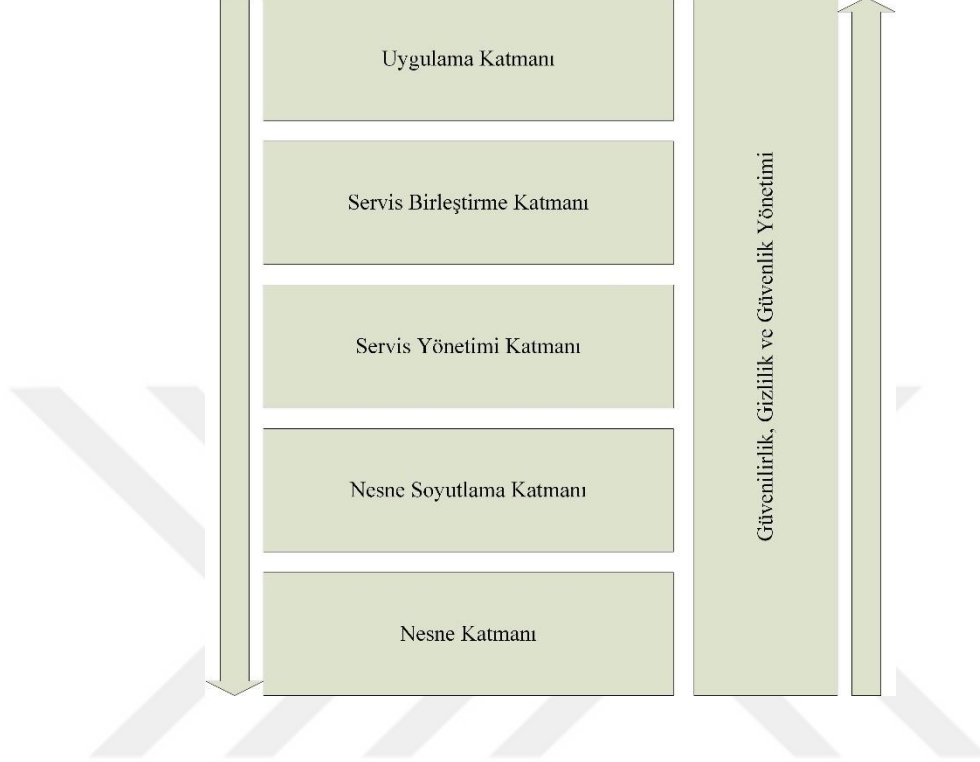 Uygulama Katmanı
Servis Birleştirme Katmanı
Servis Yönetimi Katmanı
Nesne Soyutlama Katmanı
Nesne Katmanı
Güvenilirlik, Gizlilik ve Güvenlik Yönetimi